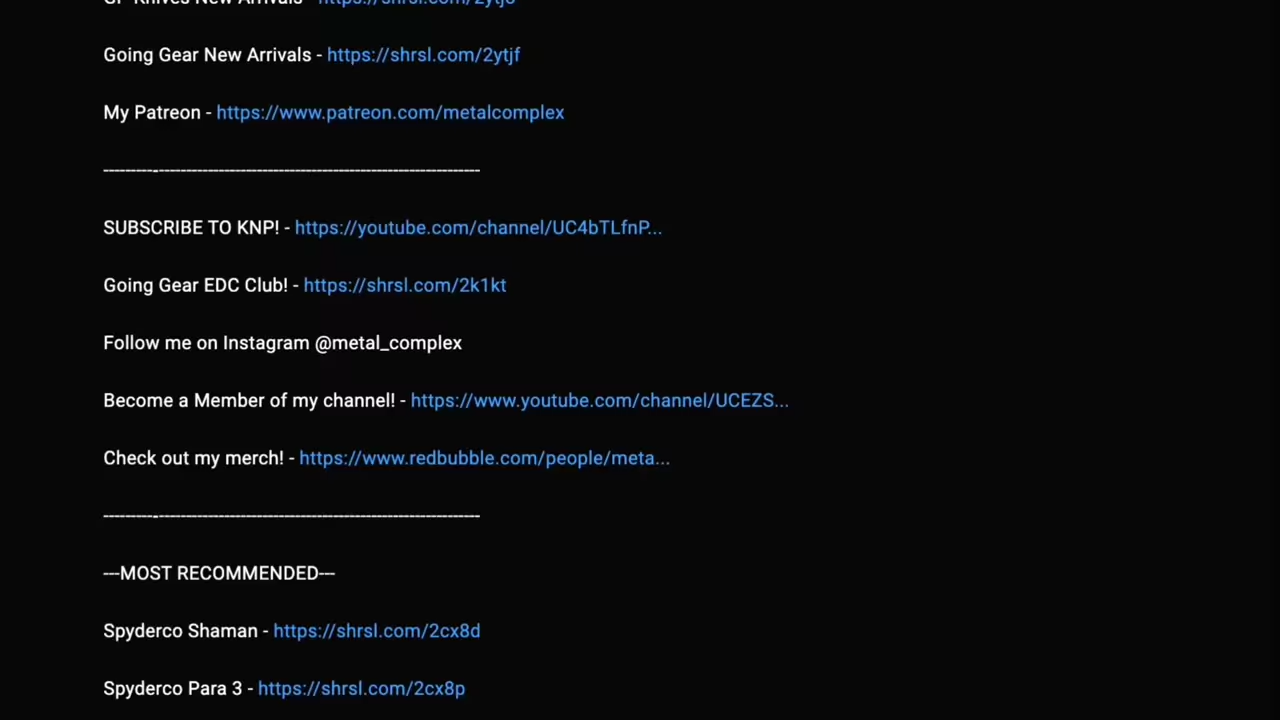 Knives New Arrivals -
Going Gear New Arrivals - https://shrsl.com/2ytjf
My Patreon - https://www.patreon.com/metalcomplex
---------------------------------------------------------------
SUBSCRIBE TO KNP! - https://youtube.com/channel/UC4bTLfnP...
Going Gear EDC Club! - https://shrsl.com/2k1kt
Follow me on Instagram @metal_complex
Become a Member of my channel! - https://www.youtube.com/channel/UCEZS...
Check out my merch! - https://www.redbubble.com/people/meta...
---------------------------------------------------------------
---MOST RECOMMENDED---
Spyderco Shaman - https://shrsl.com/2cx8d
Spyderco Para 3 - https://shrsl.com/2cx8p